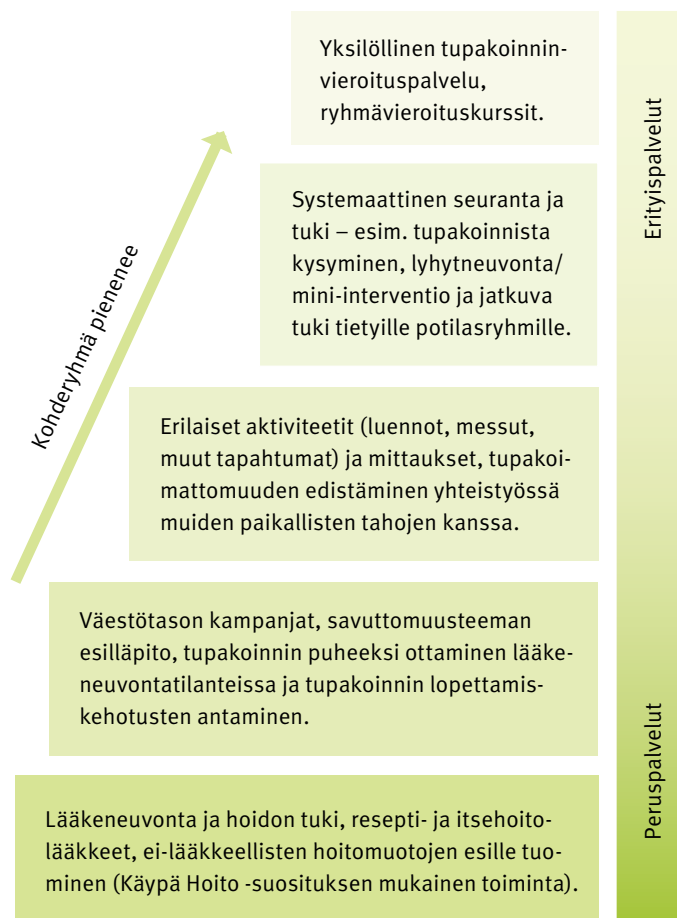 Yksilöllinen tupakoinnin-
vieroituspalvelu,
ryhmävieroituskurssit.
Systemaattinen seuranta ja
tuki – esim. tupakoinnista
kysyminen, lyhytneuvonta/
mini-interventio ja jatkuva
tuki tietyille potilasryhmille.
Erilaiset aktiviteetit (luennot, messut,
muut tapahtumat) ja mittaukset, tupakoi-
mattomuuden edistäminen yhteistyössä
muiden paikallisten tahojen kanssa.
Väestötason kampanjat, savuttomuusteeman
esilläpito, tupakoinnin puheeksi ottaminen lääke-
neuvontatilanteissa ja tupakoinnin lopettamis-
kehotusten antaminen.
Lääkeneuvonta ja hoidon tuki, resepti- ja itsehoito-
lääkkeet, ei-lääkkeellisten hoitomuotojen esille tuo-
minen (Käypä Hoito -suosituksen mukainen toiminta).
Kohderyhmä pienenee
Erityispalvelut
Peruspalvelut